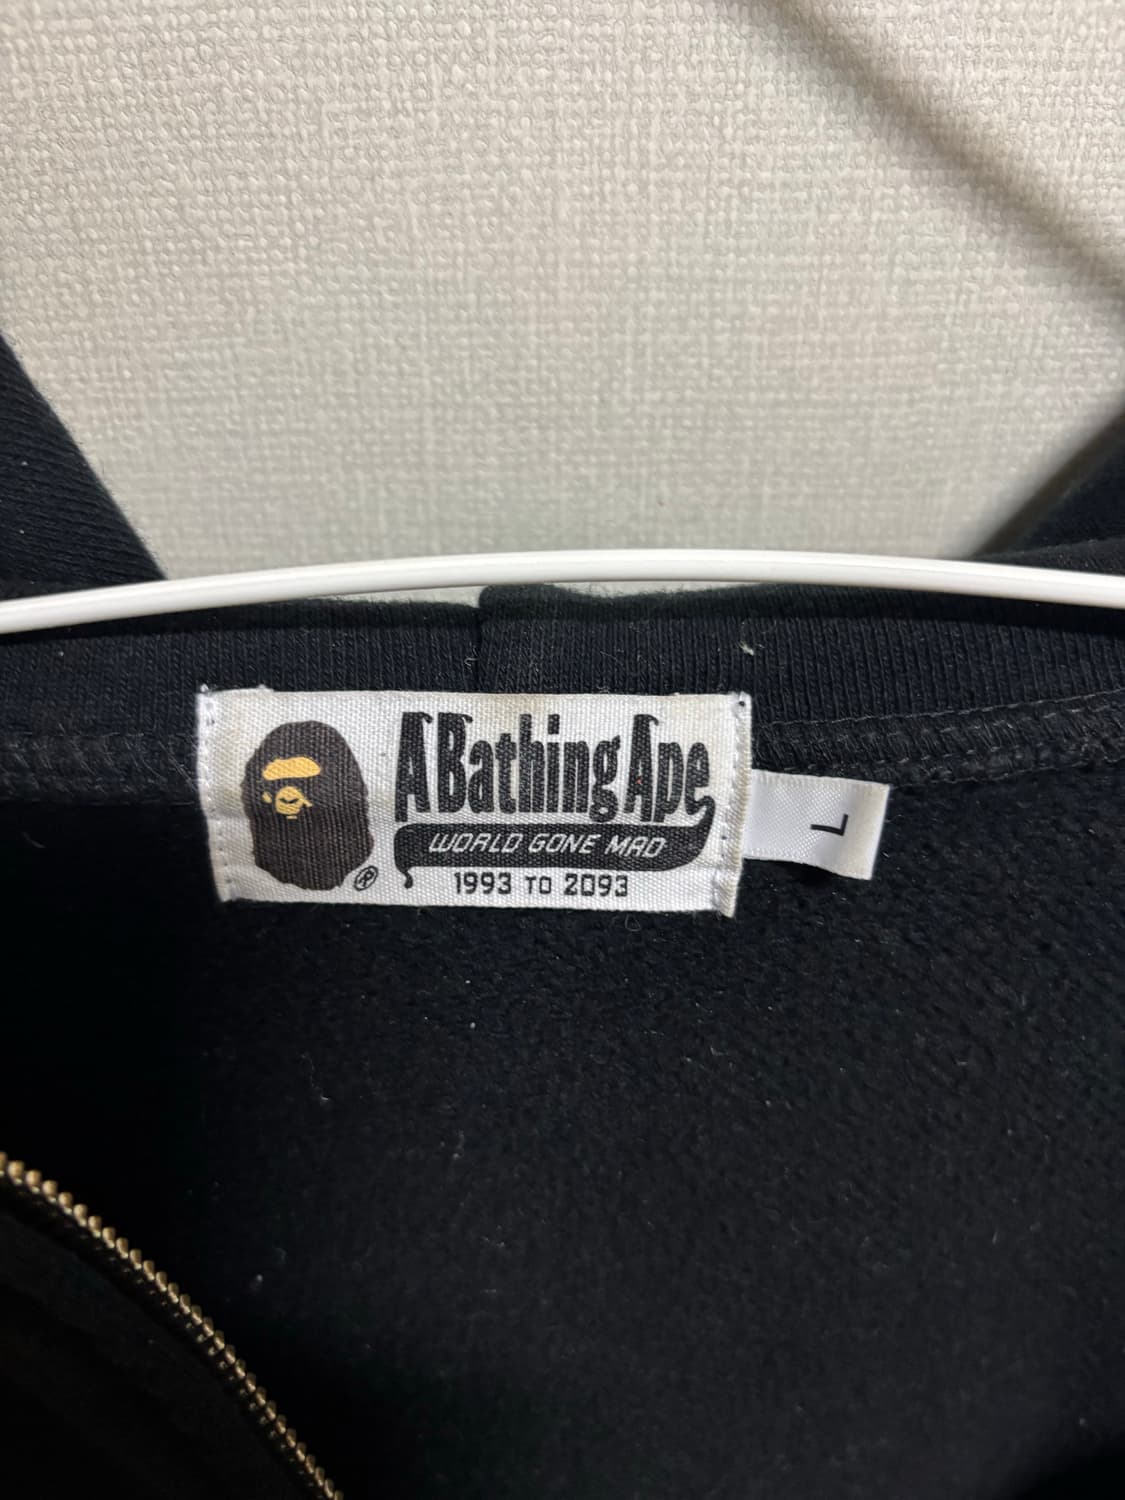 A Bathing Ape
WORLD GONE MAD
1993 TO 2093
®
L